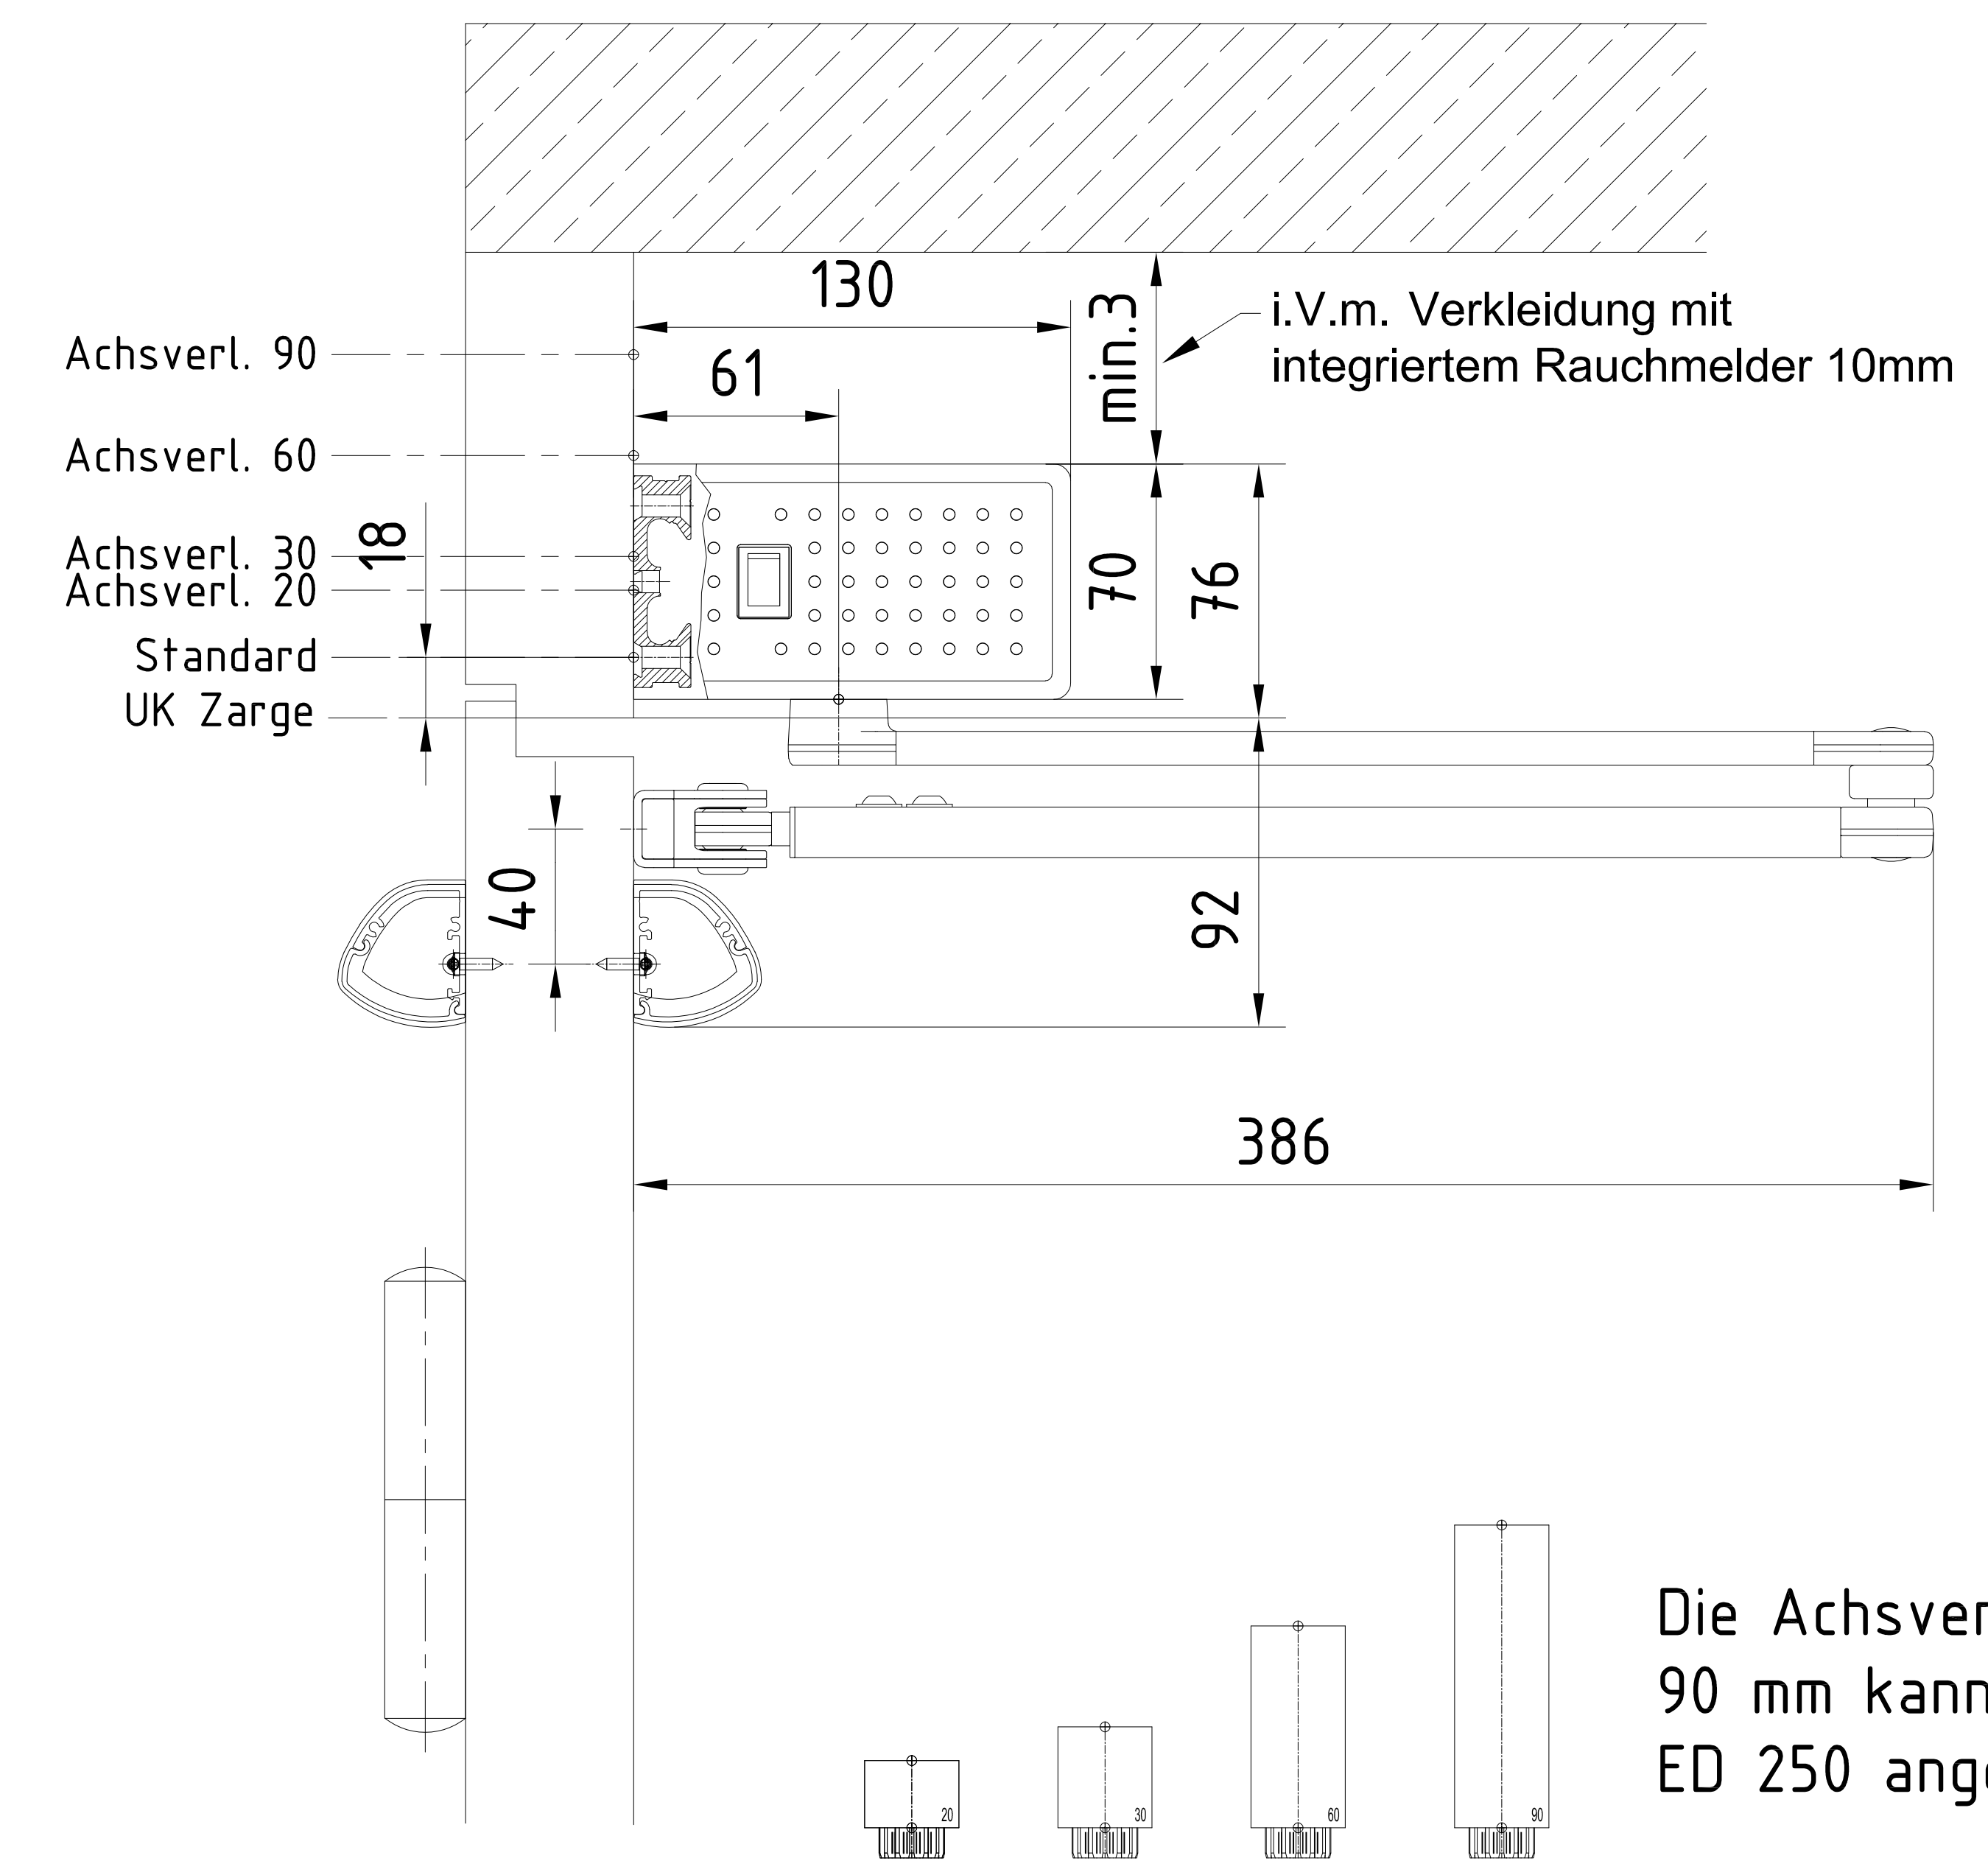 130
i.V.m. Verkleidung mit
integriertem Rauchmelder 10mm
min.3
61
Achsverl. 90
Achsverl. 60
18
Achsverl. 30
Achsverl. 20
70
76
Standard
UK Zarge
40
92
386
Die Achsver
90 mm kann
ED 250 ang
20
30
60
90